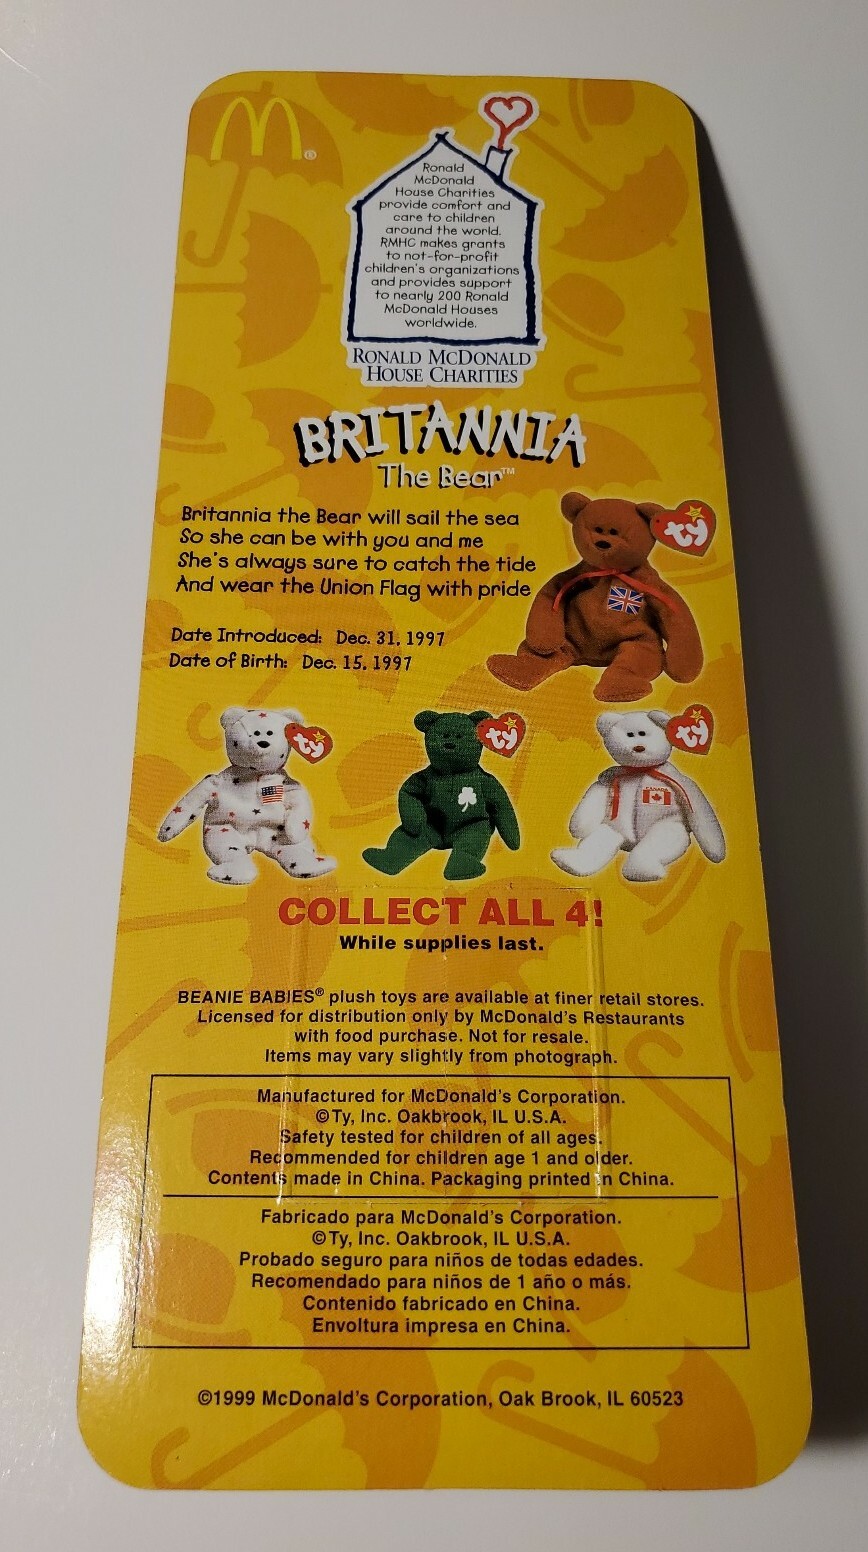 M®
Ronald
McDonald
House Charities
provide comfort and
care to children
around the world.
RMHC makes grants
to not-for-profit
children's organizations
and provides support
to nearly 200 Ronald
McDonald Houses
worldwide.
RONALD MCDONALD
HOUSE CHARITIES
BRITANNIA
The Bear™
Britannia the Bear will sail the sea
So she can be with you and me
She's always sure to catch the tide
And wear the Union Flag with pride
ty
Date Introduced: Dec. 31, 1997
Date of Birth: Dec. 15, 1997
ty
ty
ty
CANADA
COLLECT ALL 4!
While supplies last.
BEANIE BABIES® plush toys are available at finer retail stores.
Licensed for distribution only by McDonald's Restaurants
with food purchase. Not for resale.
Items may vary slightly from photograph.
Manufactured for McDonald's Corporation.
©Ty, Inc. Oakbrook, IL U.S.A.
Safety tested for children of all ages.
Recommended for children age 1 and older.
Contents made in China. Packaging printed in China.
Fabricado para McDonald's Corporation.
©Ty, Inc. Oakbrook, IL U.S.A.
Probado seguro para niños de todas edades.
Recomendado para niños de 1 año o más.
Contenido fabricado en China.
Envoltura impresa en China.
©1999 McDonald's Corporation, Oak Brook, IL 60523